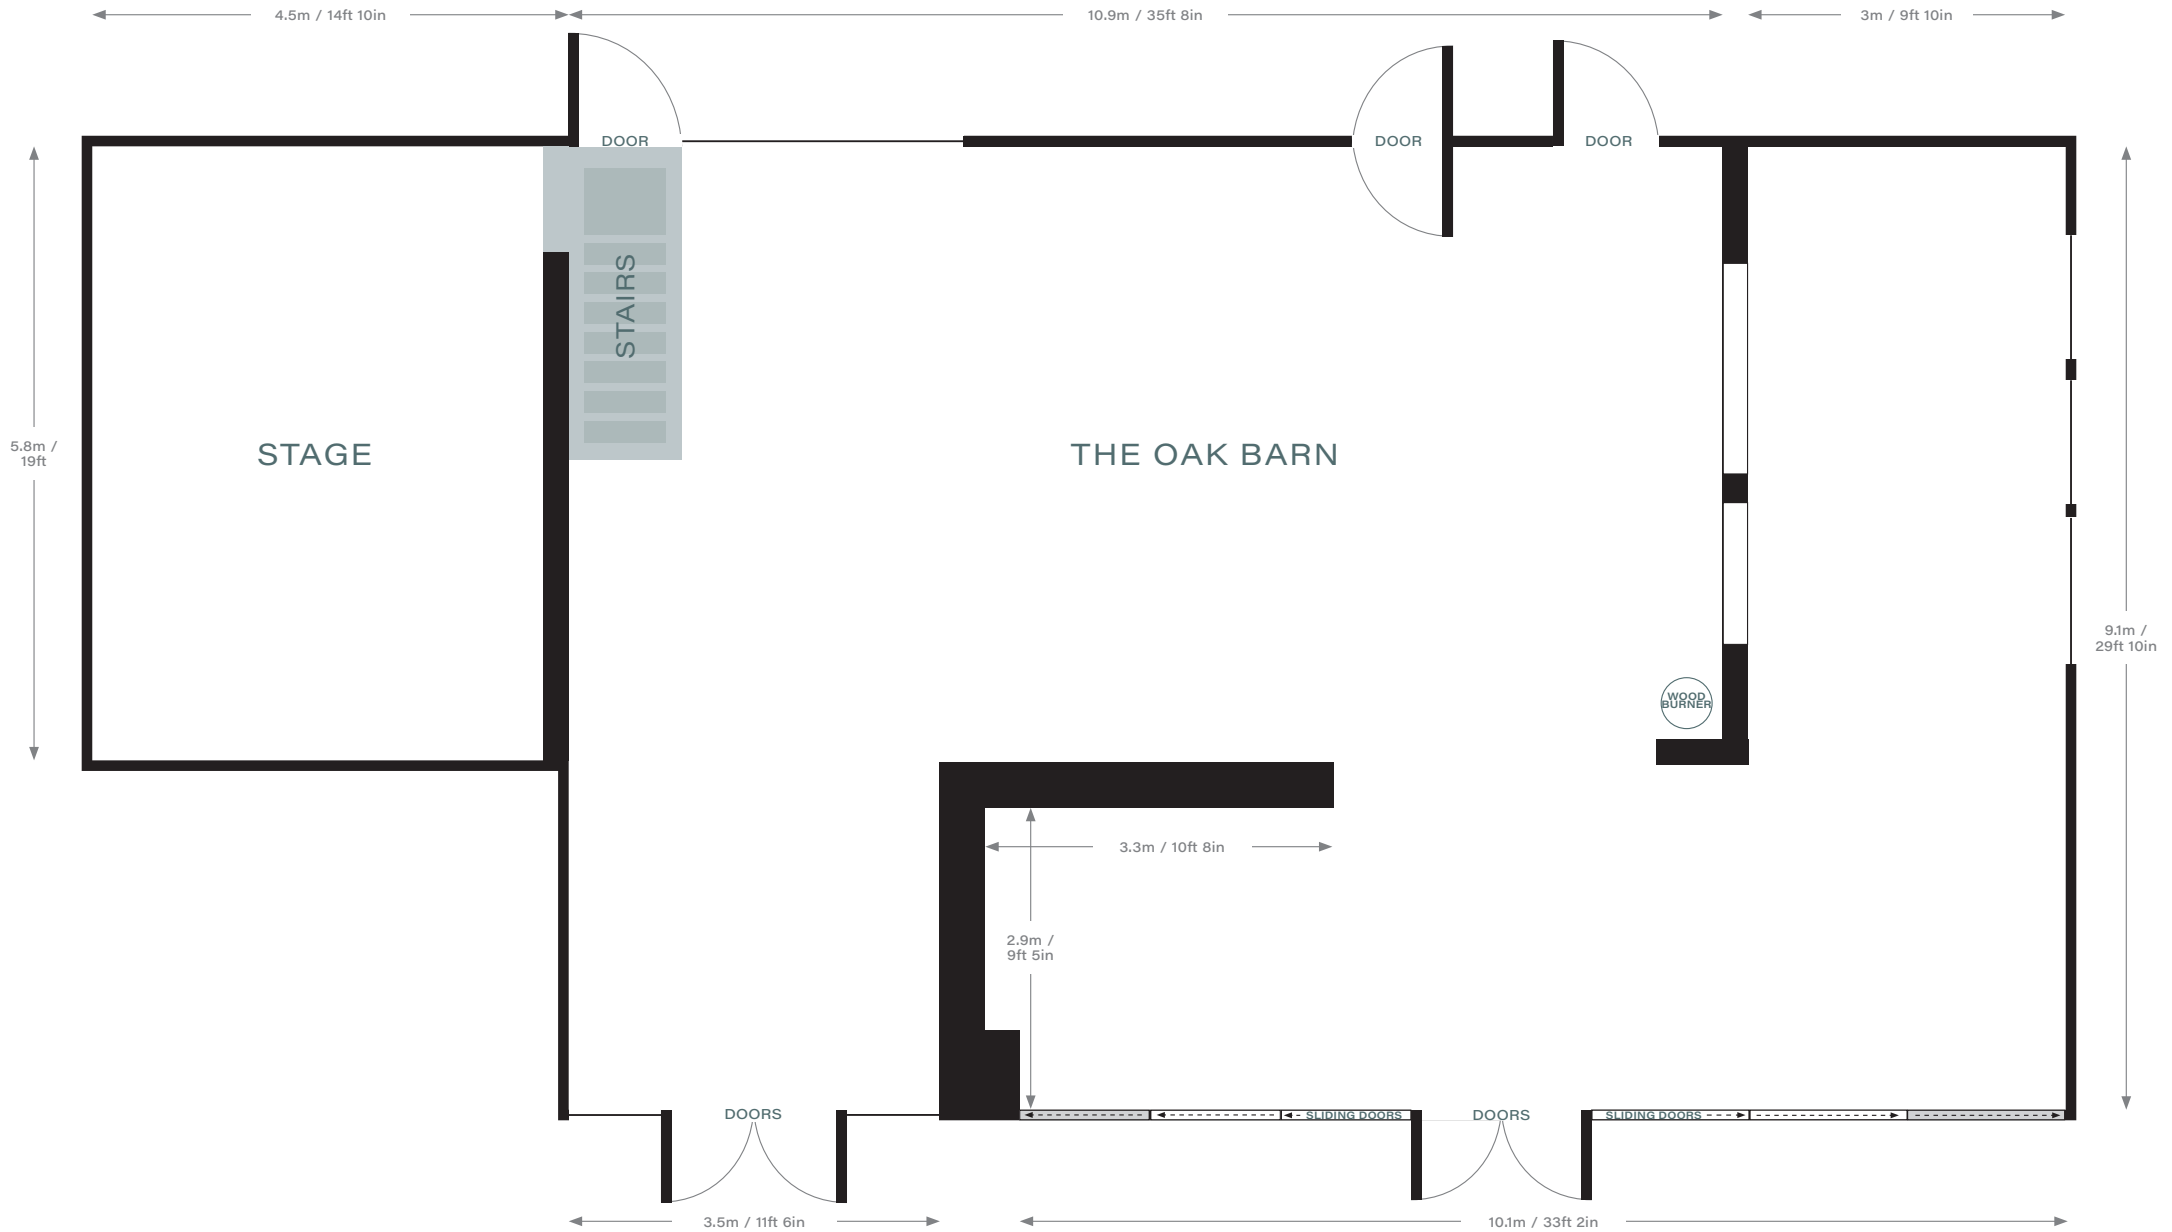 4.5m / 14ft 10in
10.9m / 35ft 8in
3m / 9ft 10in
DOOR
DOOR
DOOR
STAIRS
5.8m /
19ft
STAGE
THE OAK BARN
9.1m /
29ft 10in
WOOD
BURNER
3.3m / 10ft 8in
2.9m /
9ft 5in
DOORS
SLIDING DOORS
DOORS
SLIDING DOORS
3.5m / 11ft 6in
10.1m / 33ft 2in